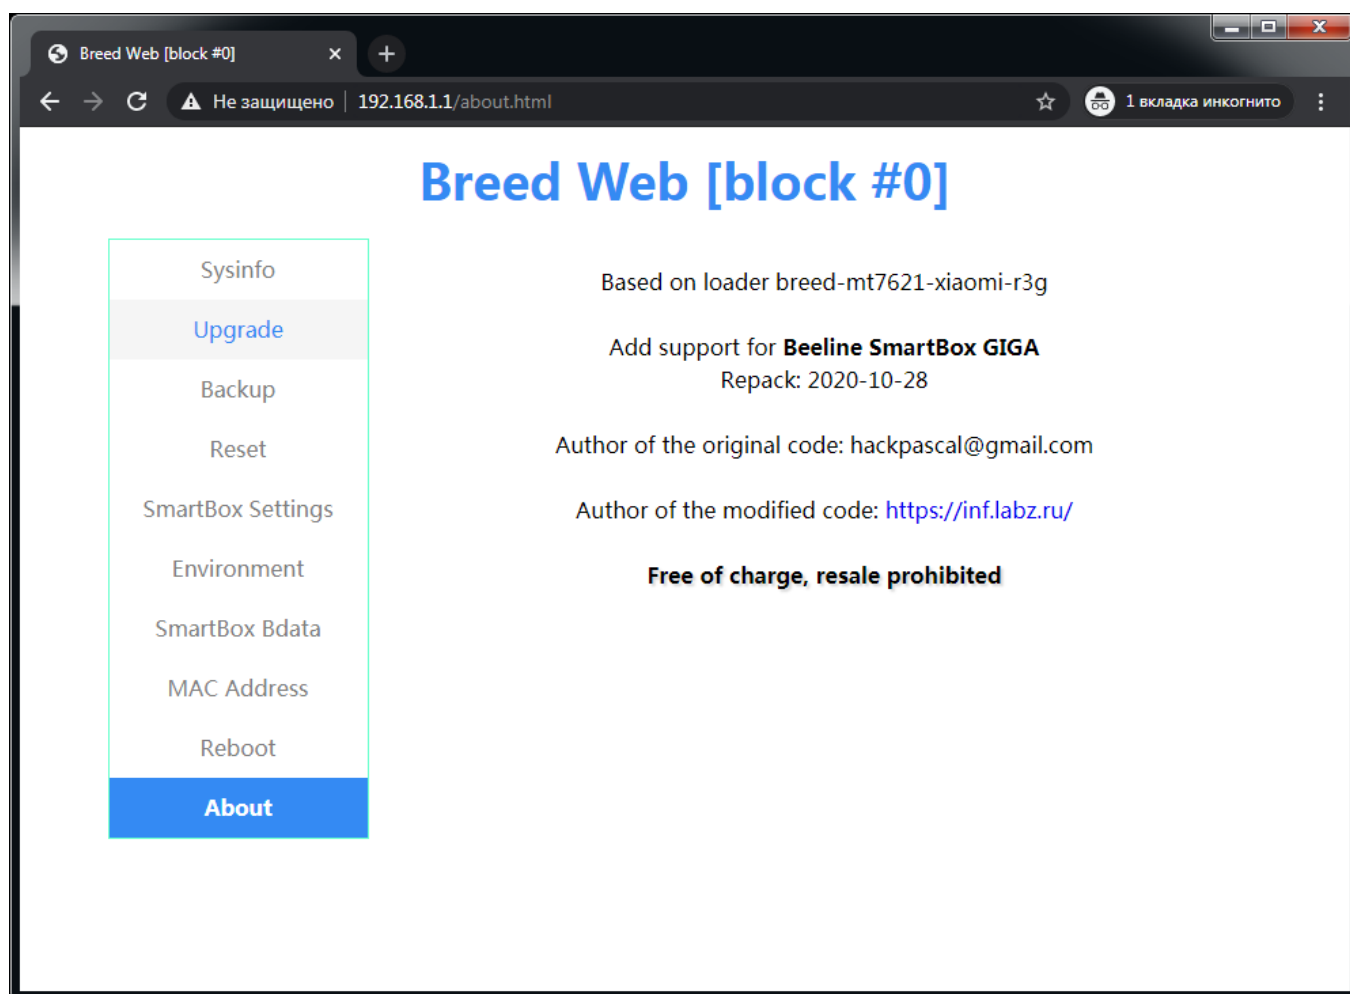 Breed Web [block #0]
Не защищено
192.168.1.1/about.html
1 вкладка инкогнито
Breed Web [block #0]
Sysinfo
Upgrade
Backup
Reset
SmartBox Settings
Environment
SmartBox Bdata
MAC Address
Reboot
About
Based on loader breed-mt7621-xiaomi-r3g
Add support for Beeline SmartBox GIGA
Repack: 2020-10-28
Author of the original code: hackpascal@gmail.com
Author of the modified code: https://inf.labz.ru/
Free of charge, resale prohibited